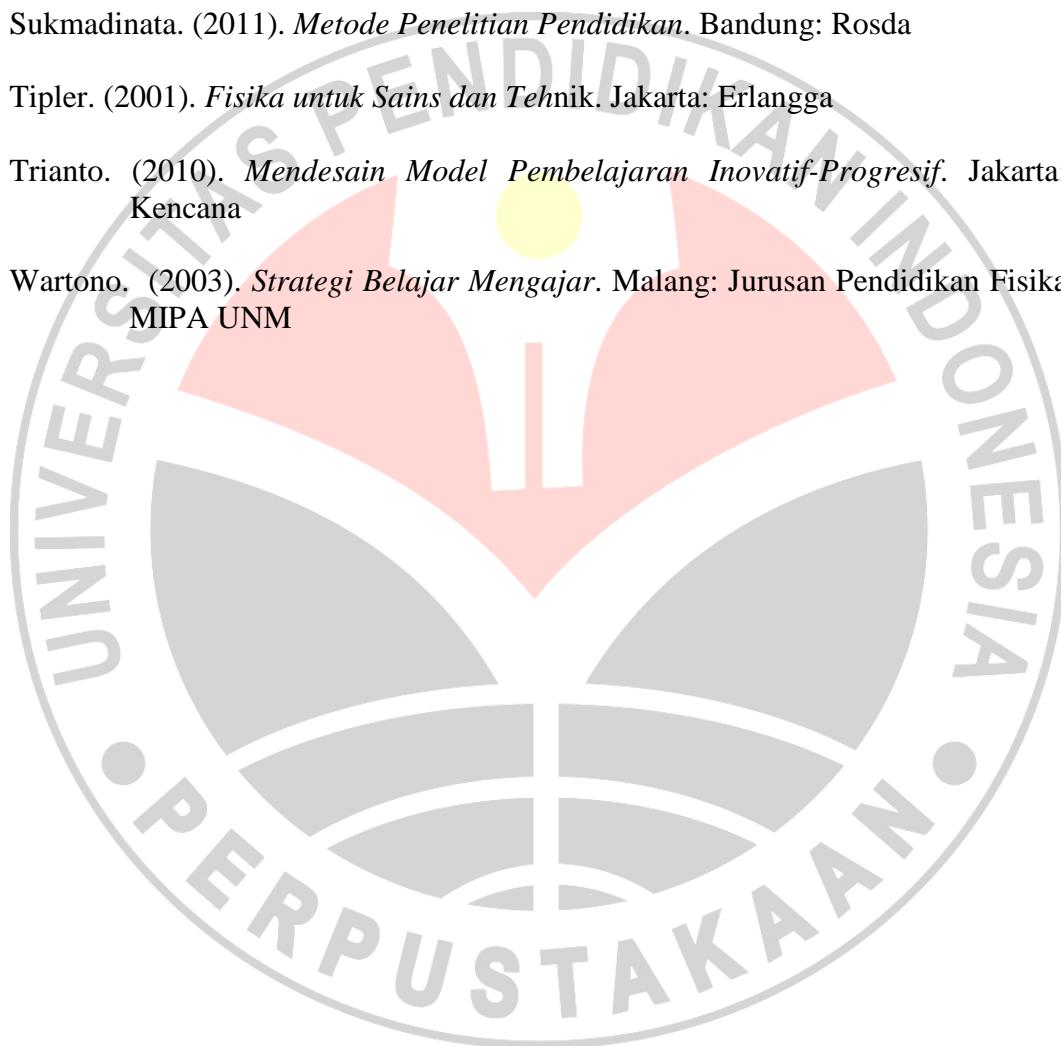 Sukmadinata. (2011). Metode Penelitian Pendidikan. Bandung: Rosda
Tipler. (2001). Fisika untuk Sains dan Tehnik. Jakarta: Erlangga
Trianto. (2010). Mendesain Model Pembelajaran Inovatif-Progresif. Jakarta:
Kencana
Wartono. (2003). Strategi Belajar Mengajar. Malang: Jurusan Pendidikan Fisika
MIPA UNM
UNIVERSITAS PENDIDIKAN INDONESIA
PERPUSTAKAAN